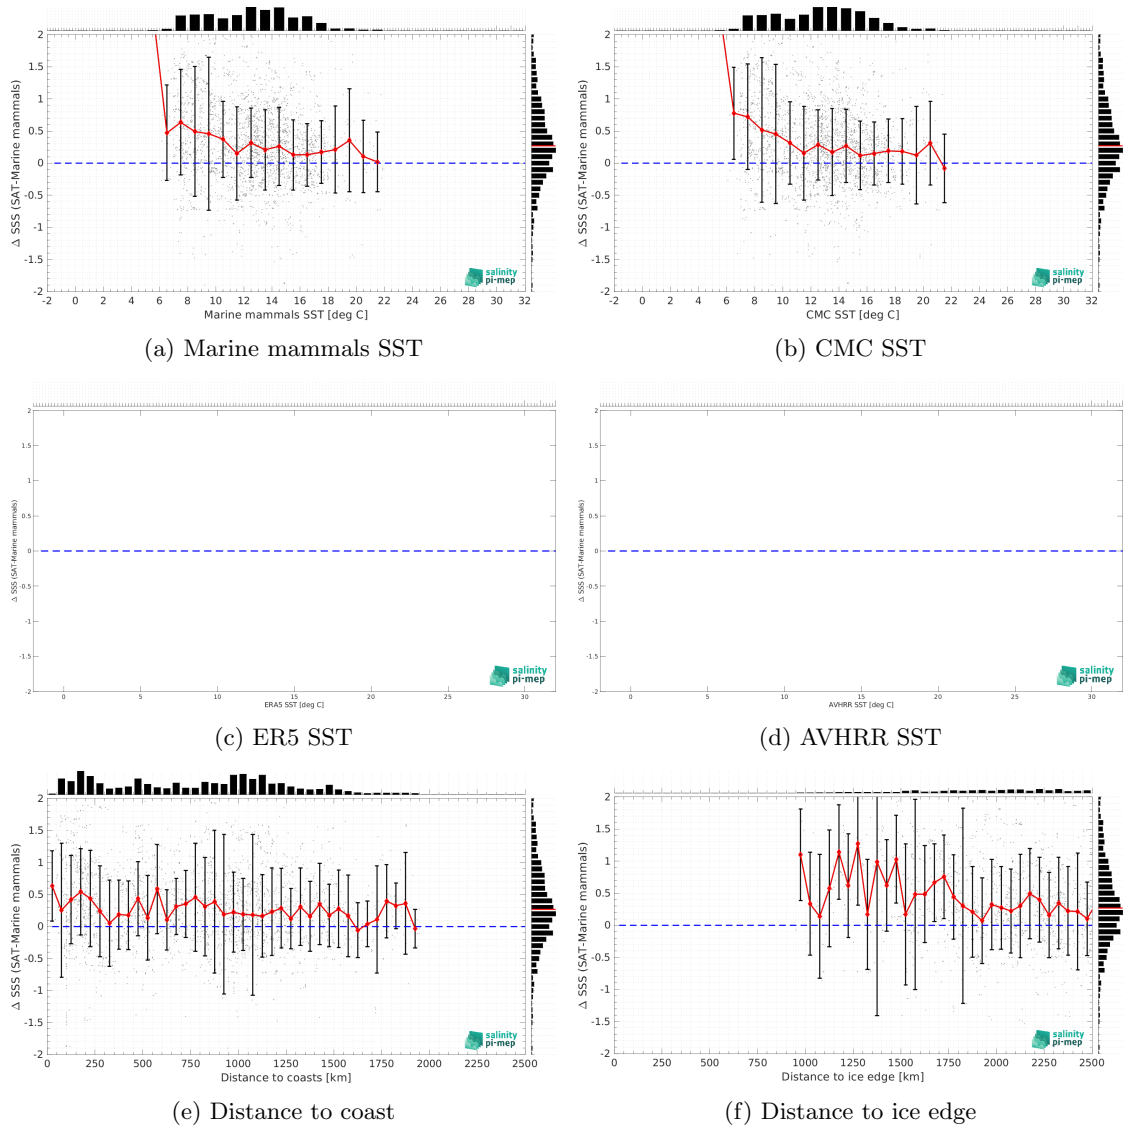 2
1.5
1
0.5
0
-0.5
-1
-1.5
-2
Δ SSS (SAT-Marine mammals)
salinity
pi-mep
-2 0 2 4 6 8 10 12 14 16 18 20 22 24 26 28 30 32
Marine mammals SST [deg C]
(a) Marine mammals SST
2
1.5
1
0.5
0
-0.5
-1
-1.5
-2
Δ SSS (SAT-Marine mammals)
salinity
pi-mep
-2 0 2 4 6 8 10 12 14 16 18 20 22 24 26 28 30 32
CMC SST [deg C]
(b) CMC SST
2
1.5
1
0.5
0
-0.5
-1
-1.5
-2
Δ SSS (SAT-Marine mammals)
salinity
pi-mep
0 5 10 15 20 25 30
ERA5 SST [deg C]
(c) ER5 SST
2
1.5
1
0.5
0
-0.5
-1
-1.5
-2
Δ SSS (SAT-Marine mammals)
salinity
pi-mep
0 5 10 15 20 25 30
AVHRR SST [deg C]
(d) AVHRR SST
2
1.5
1
0.5
0
-0.5
-1
-1.5
-2
Δ SSS (SAT-Marine mammals)
salinity
pi-mep
0 250 500 750 1000 1250 1500 1750 2000 2500
Distance to coasts [km]
(e) Distance to coast
2
1.5
1
0.5
0
-0.5
-1
-1.5
-2
Δ SSS (SAT-Marine mammals)
salinity
pi-mep
0 250 500 750 1000 1250 1500 1750 2000 2500
Distance to ice edge [km]
(f) Distance to ice edge